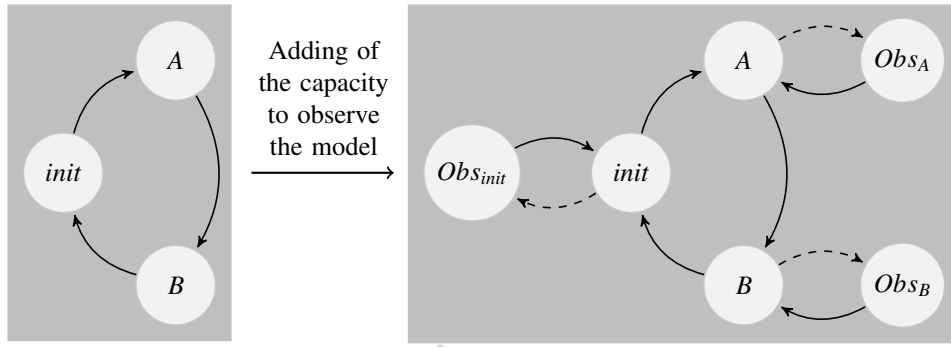 A
init
B
Adding of
the capacity
to observe
the model
A
Obs_A
Obs_init
init
B
Obs_B